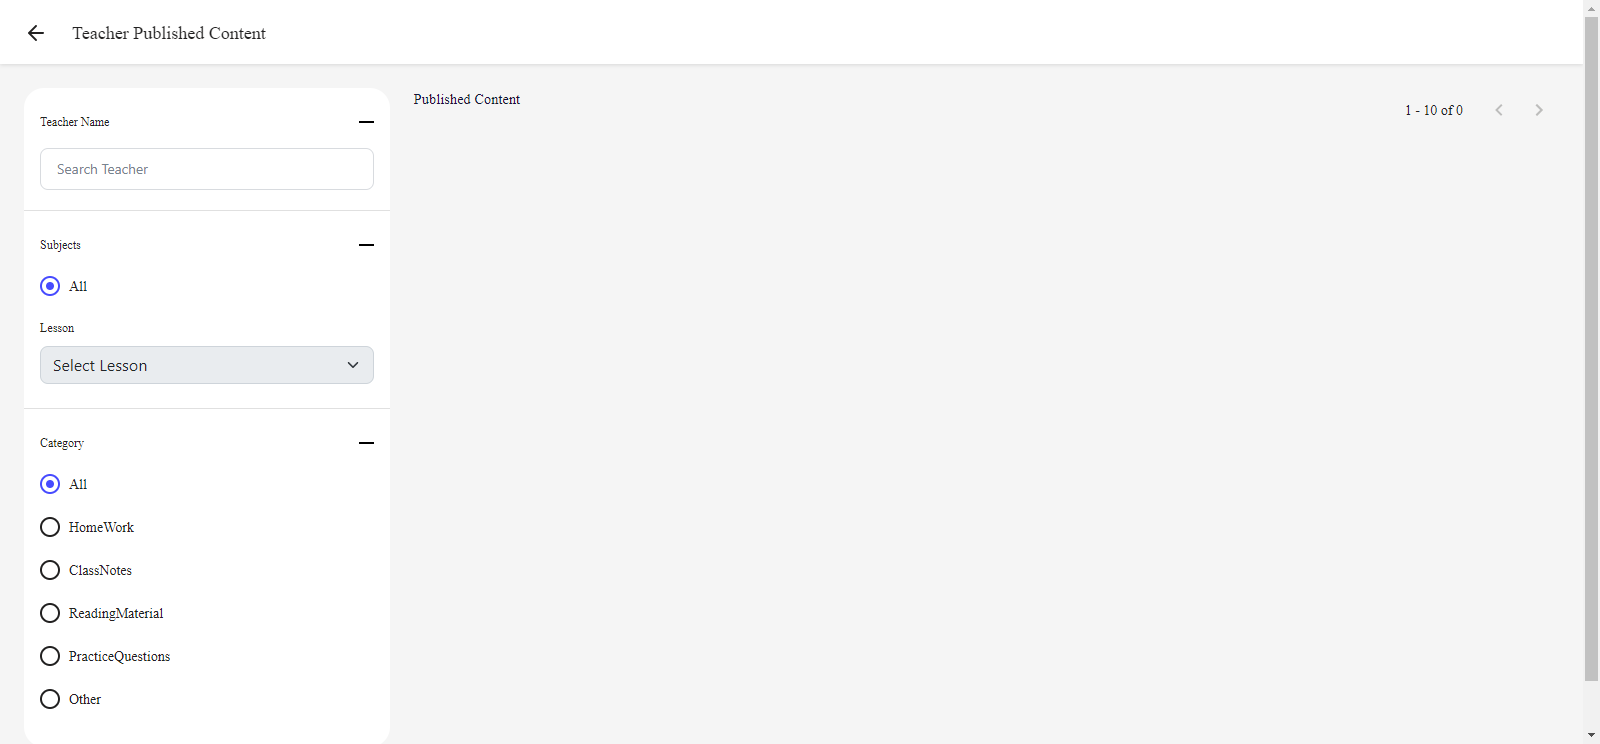 Teacher Published Content
Teacher Name
Search Teacher
Subjects
All
Lesson
Select Lesson
Category
All
HomeWork
ClassNotes
ReadingMaterial
PracticeQuestions
Other
Published Content
1 - 10 of 0